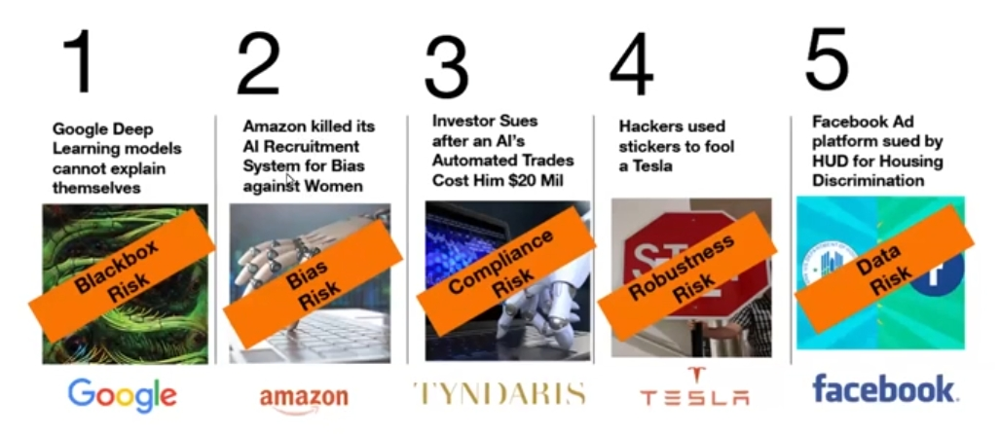 1
Google Deep
Learning models
cannot explain
themselves
Blackbox
Risk
Google
2
Amazon killed its
AI Recruitment
System for Bias
against Women
Bias
Risk
amazon
3
Investor Sues
after an AI's
Automated Trades
Cost Him $20 Mil
Compliance
Risk
TYNDARIS
4
Hackers used
stickers to fool
a Tesla
Robustness
Risk
TESLA
5
Facebook Ad
platform sued by
HUD for Housing
Discrimination
Data
Risk
facebook.